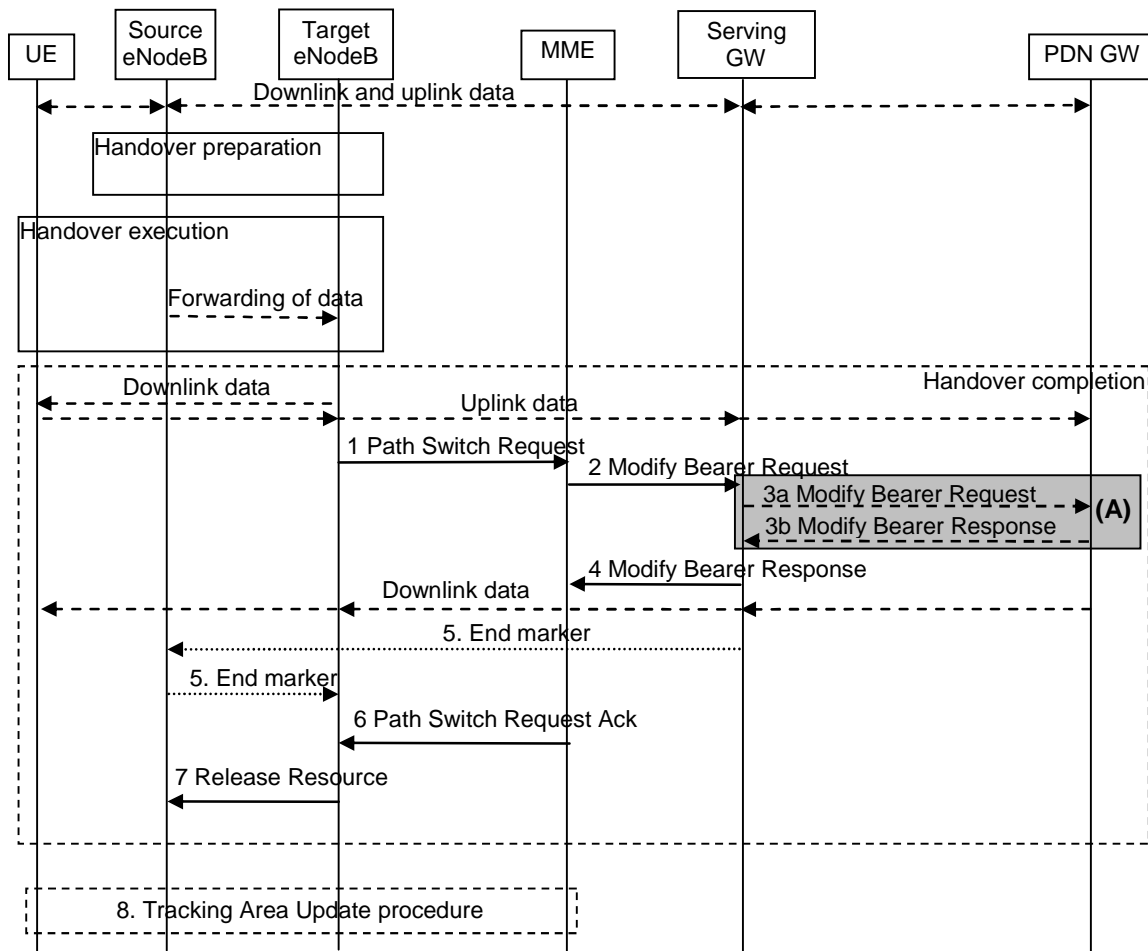 UE
Source
eNodeB
Target
eNodeB
MME
Serving
GW
PDN GW
Downlink and uplink data
Handover preparation
Handover execution
Forwarding of data
Handover completion
Downlink data
Uplink data
1 Path Switch Request
2 Modify Bearer Request
3a Modify Bearer Request
(A)
3b Modify Bearer Response
4 Modify Bearer Response
Downlink data
5. End marker
5. End marker
6 Path Switch Request Ack
7 Release Resource
8. Tracking Area Update procedure